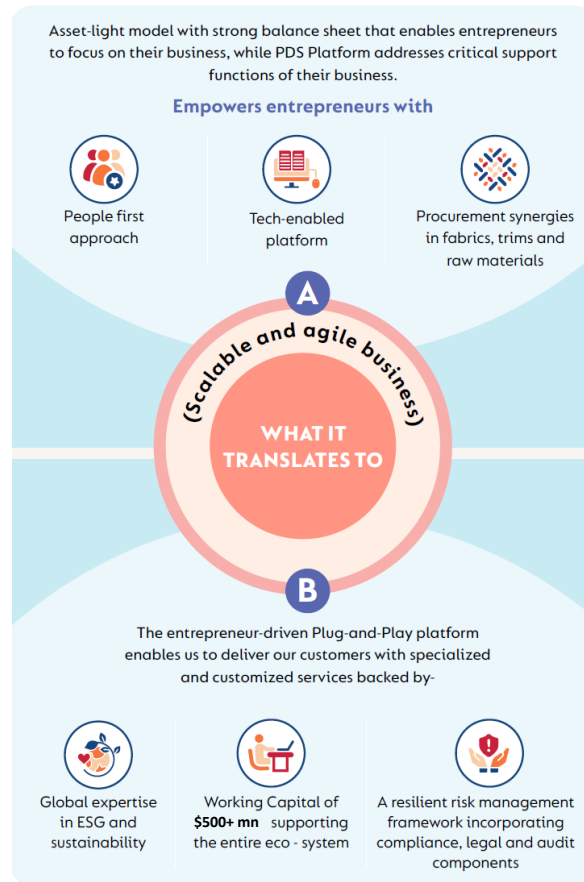 Asset-light model with strong balance sheet that enables entrepreneurs
to focus on their business, while PDS Platform addresses critical support
functions of their business.
Empowers entrepreneurs with
People first
approach
Tech-enabled
platform
Procurement synergies
in fabrics, trims and
raw materials
A
(Scalable and agile business)
WHAT IT
TRANSLATES TO
B
The entrepreneur-driven Plug-and-Play platform
enables us to deliver our customers with specialized
and customized services backed by-
Global expertise
in ESG and
sustainability
Working Capital of
$500+ mn supporting
the entire eco - system
A resilient risk management
framework incorporating
compliance, legal and audit
components